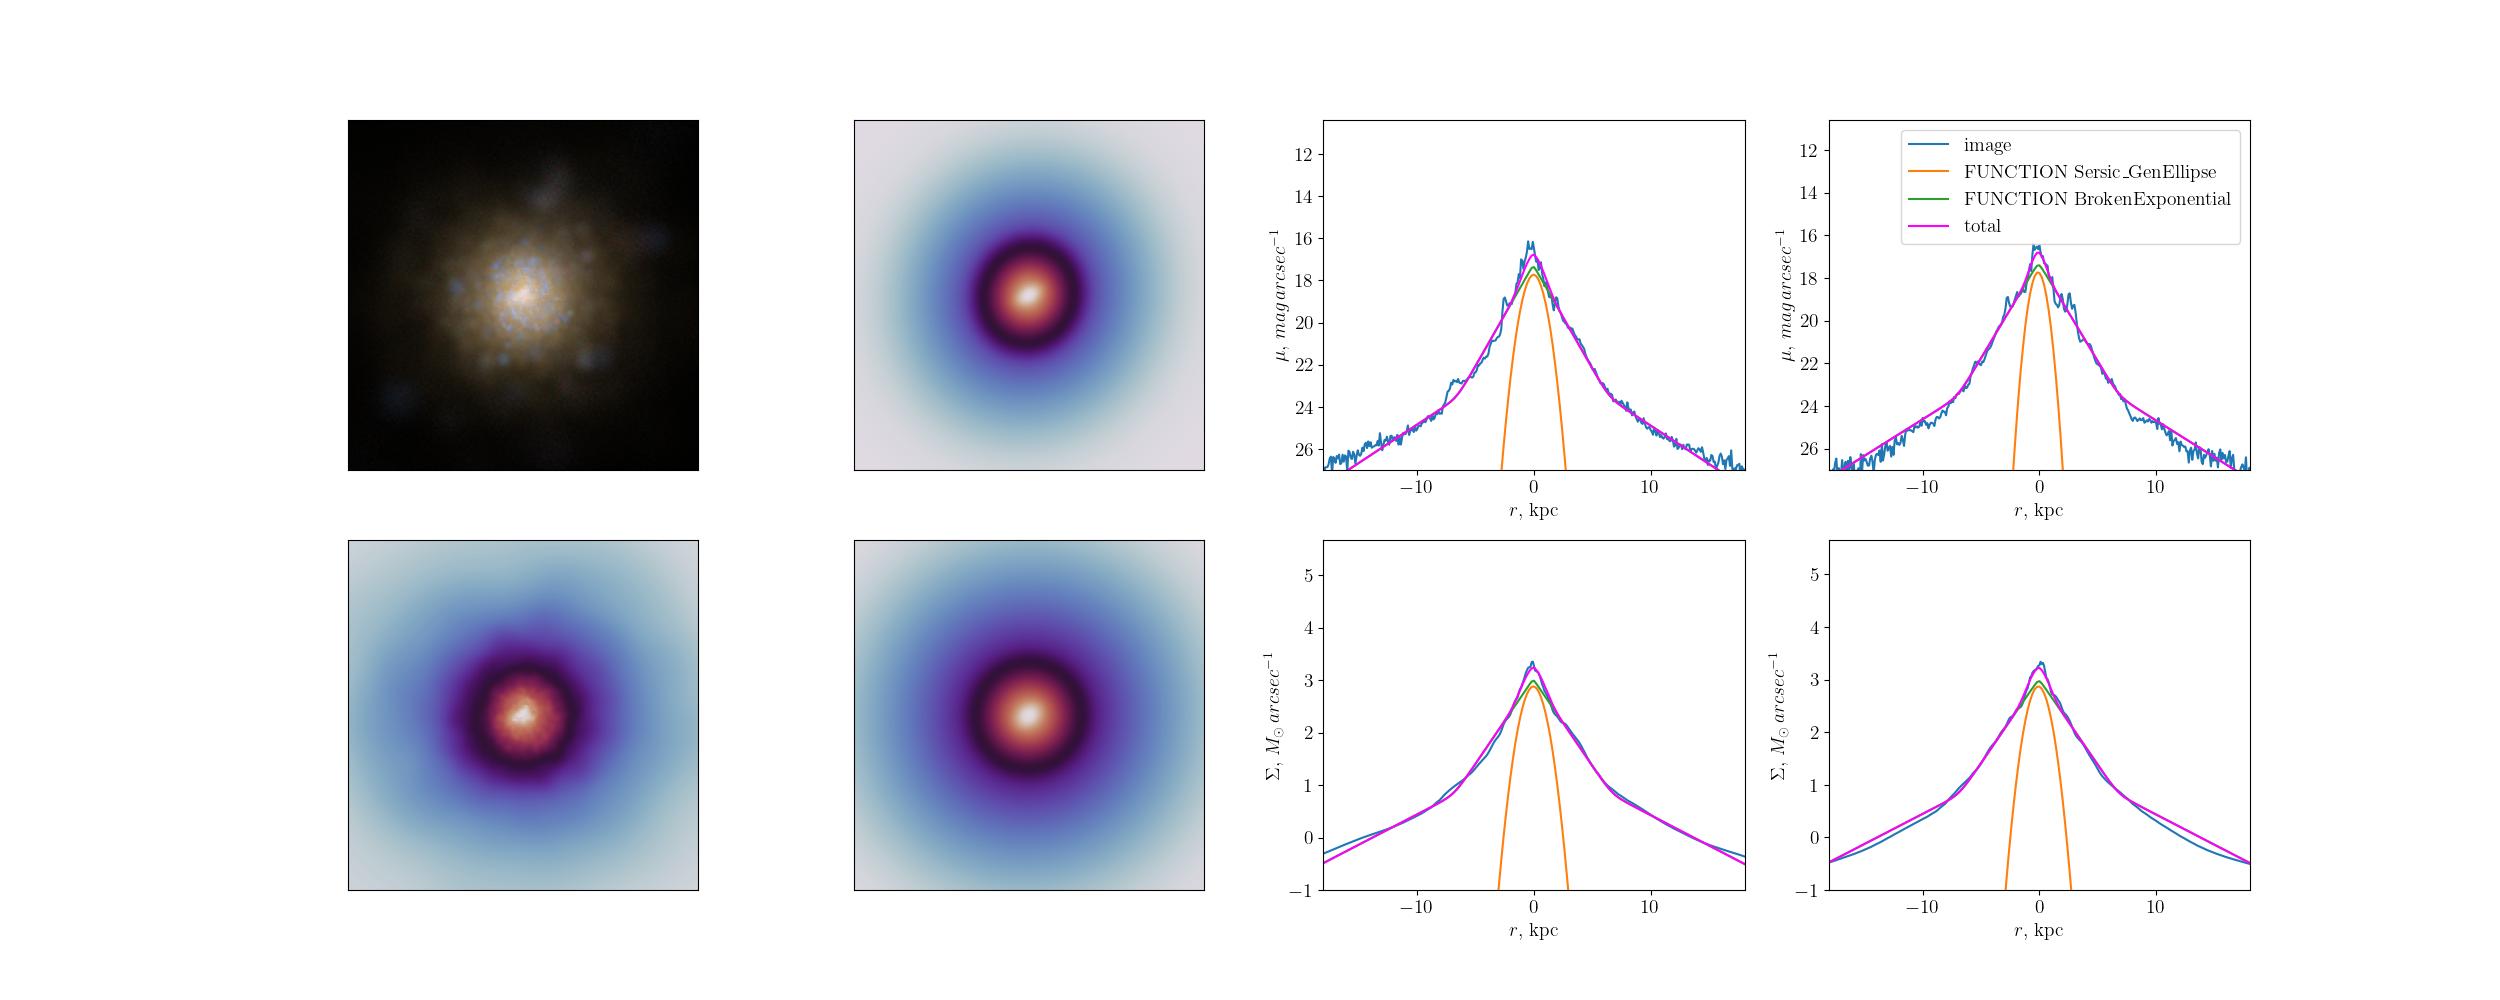 12
14
16
18
20
22
24
26
μ, mag arcsec⁻¹
−10 0 10
r, kpc
12
14
16
18
20
22
24
26
μ, mag arcsec⁻¹
image
FUNCTION Sersic_GenEllipse
FUNCTION BrokenExponential
total
−10 0 10
r, kpc
5
4
3
2
1
0
−1
Σ, M⊙ arcsec⁻¹
−10 0 10
r, kpc
5
4
3
2
1
0
−1
Σ, M⊙ arcsec⁻¹
−10 0 10
r, kpc